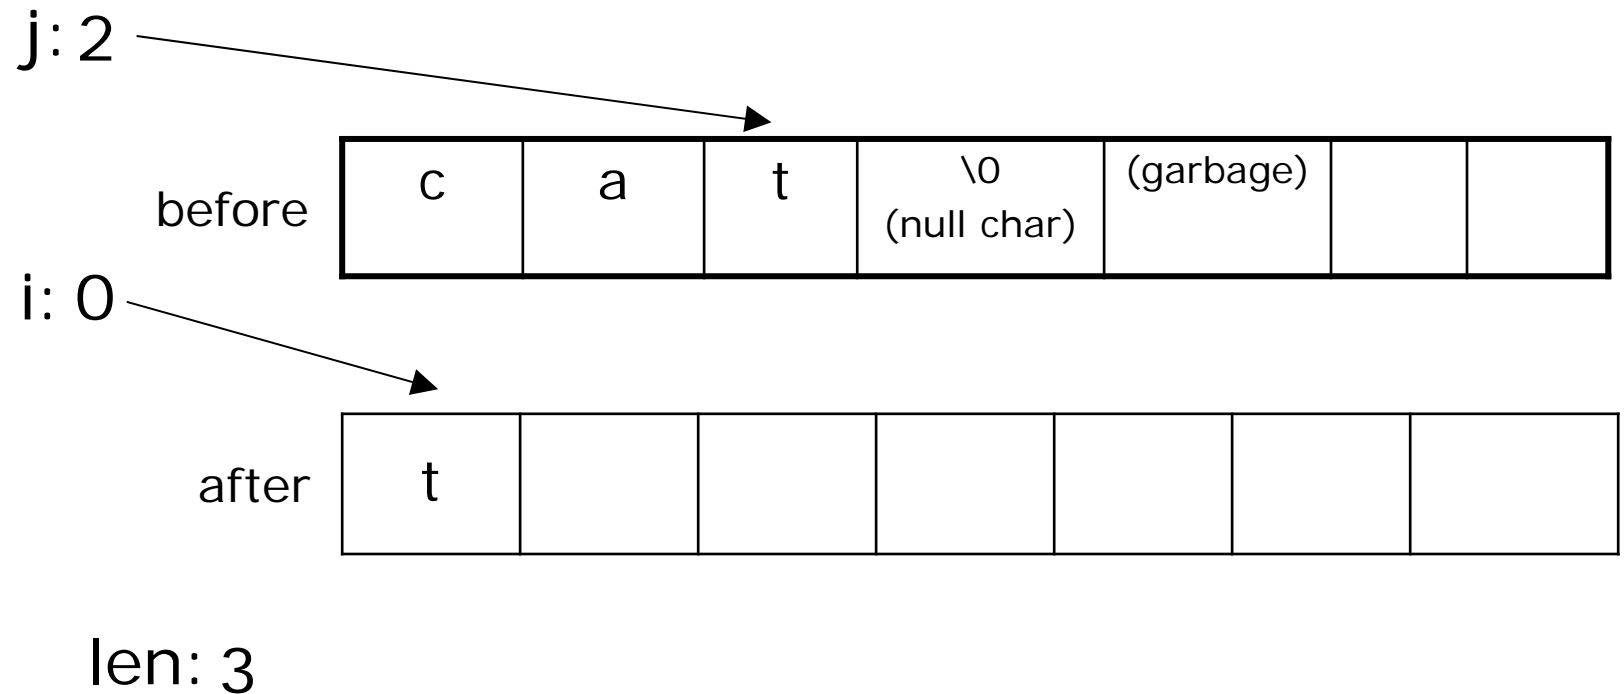 j: 2
before
c
a
t
\0
(null char)
(garbage)
i: 0
after
t
len: 3